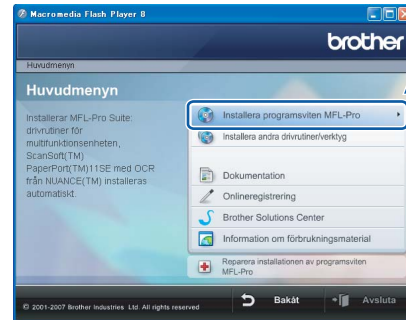 Macromedia Flash Player 8
brother
Huvudmenyn
Huvudmenyn
Installerar MFL-Pro Suite:
drivrutiner för
multifunktionsenheten,
ScanSoft(TM)
PaperPort(TM)11SE med OCR
från NUANCE(TM) installeras
automatiskt.
Installera programsviten MFL-Pro
Installera andra drivrutiner/verktyg
Dokumentation
Onlineregistrering
Brother Solutions Center
Information om förbrukningsmaterial
Reparera installationen av programsviten
MFL-Pro
© 2001-2007 Brother Industries Ltd. All rights reserved
Bakåt
Avsluta